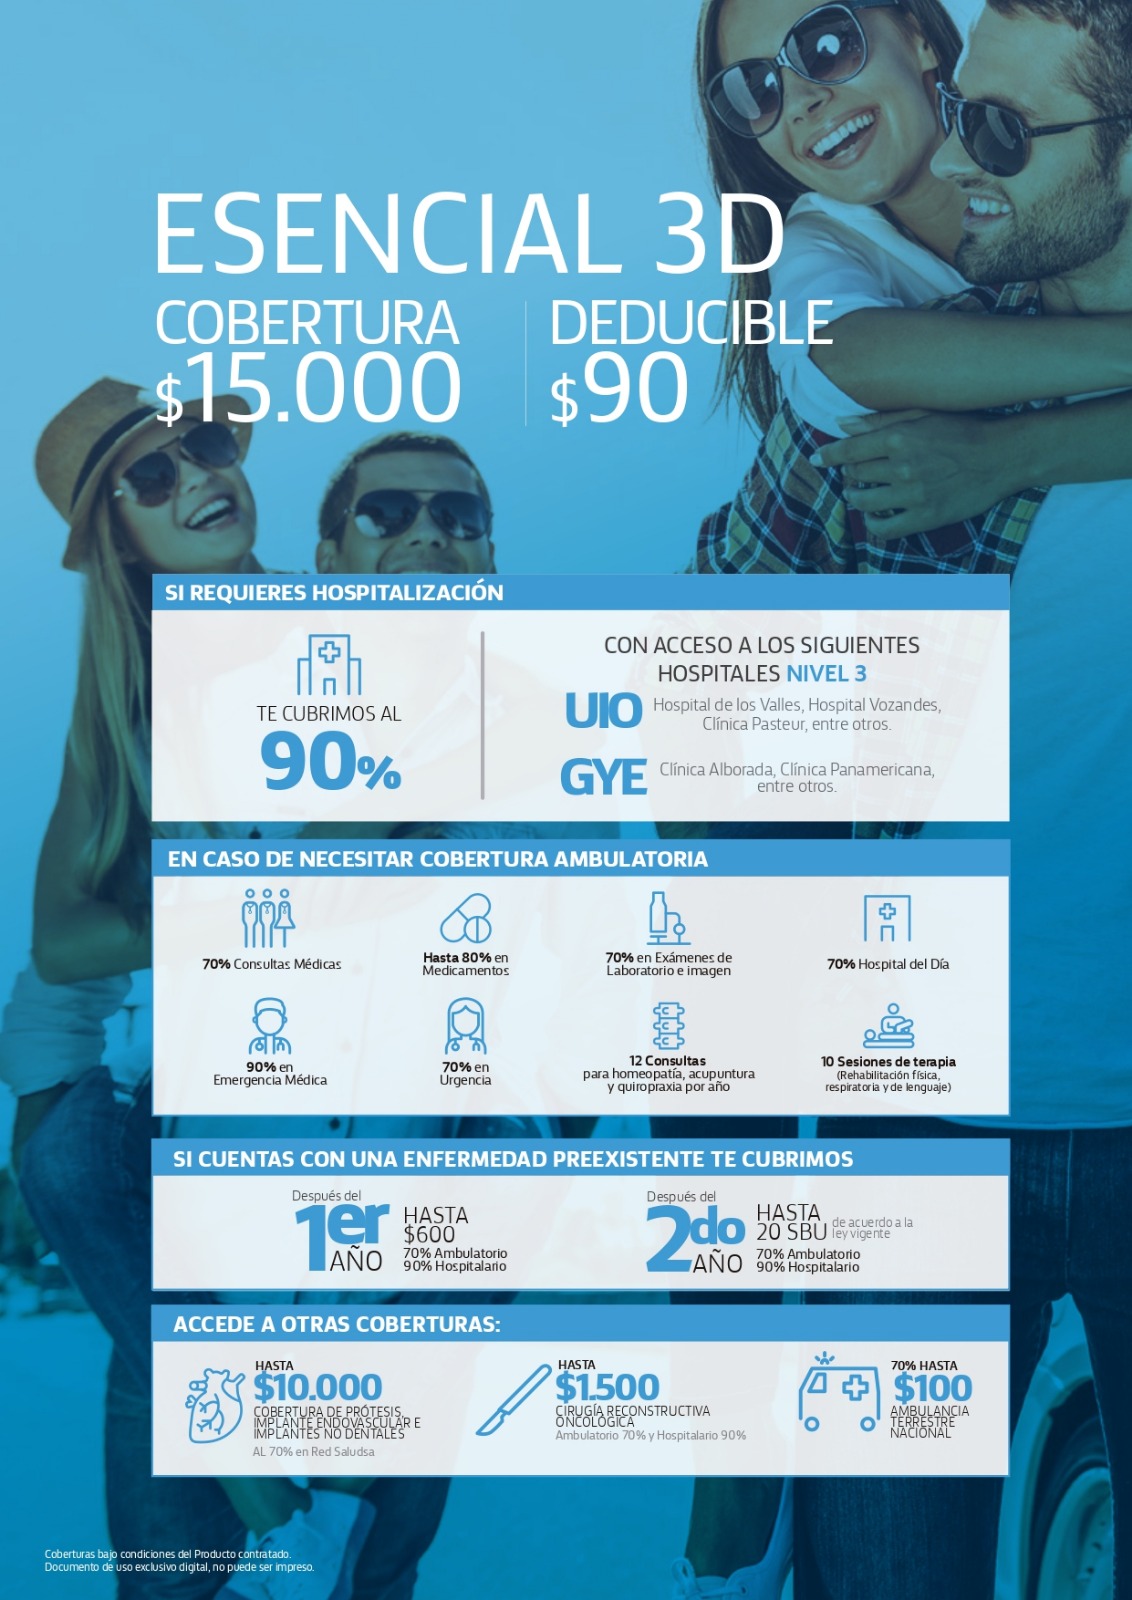 ESENCIAL 3D
COBERTURA
$15.000
DEDUCIBLE
$90
SI REQUIERES HOSPITALIZACIÓN
TE CUBRIMOS AL
90%
CON ACCESO A LOS SIGUIENTES
HOSPITALES NIVEL 3
UIO
Hospital de los Valles, Hospital Vozandes,
Clínica Pasteur, entre otros.
GYE
Clínica Alborada, Clínica Panamericana,
entre otros.
EN CASO DE NECESITAR COBERTURA AMBULATORIA
70% Consultas Médicas
Hasta 80% en
Medicamentos
70% en Exámenes de
Laboratorio e imagen
70% Hospital del Día
90% en
Emergencia Médica
70% en
Urgencia
12 Consultas
para homeopatía, acupuntura
y quiropraxia por año
10 Sesiones de terapia
(Rehabilitación física,
respiratoria y de lenguaje)
SI CUENTAS CON UNA ENFERMEDAD PREEXISTENTE TE CUBRIMOS
Después del
1er
AÑO
HASTA
$600
70% Ambulatorio
90% Hospitalario
Después del
2do
AÑO
HASTA
20 SBU
de acuerdo a la
ley vigente
70% Ambulatorio
90% Hospitalario
ACCEDE A OTRAS COBERTURAS:
HASTA
$10.000
COBERTURA DE PRÓTESIS,
IMPLANTE ENDOVASCULAR E
IMPLANTES NO DENTALES
AL 70% en Red Saludsa
HASTA
$1.500
CIRUGÍA RECONSTRUCTIVA
ONCOLÓGICA
Ambulatorio 70% y Hospitalario 90%
70% HASTA
$100
AMBULANCIA
TERRESTRE
NACIONAL
Coberturas bajo condiciones del Producto contratado.
Documento de uso exclusivo digital, no puede ser impreso.